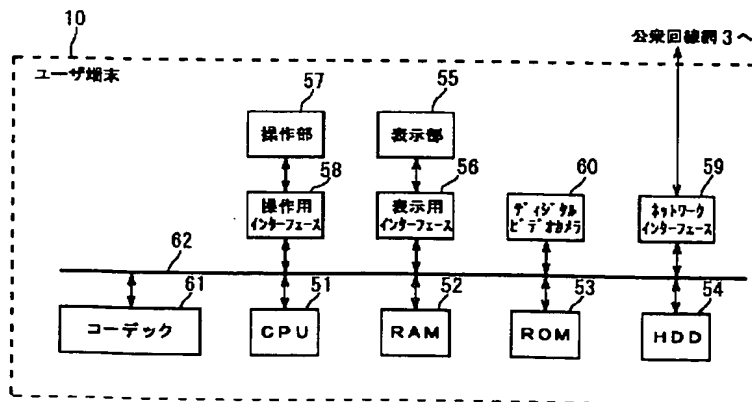 10
公衆回線網3へ
ユーザ端末
57
55
操作部
表示部
58
56
60
59
操作用
インターフェース
表示用
インターフェース
ディジタル
ビデオカメラ
ネットワーク
インターフェース
62
61
51
52
53
54
コーデック
CPU
RAM
ROM
HDD